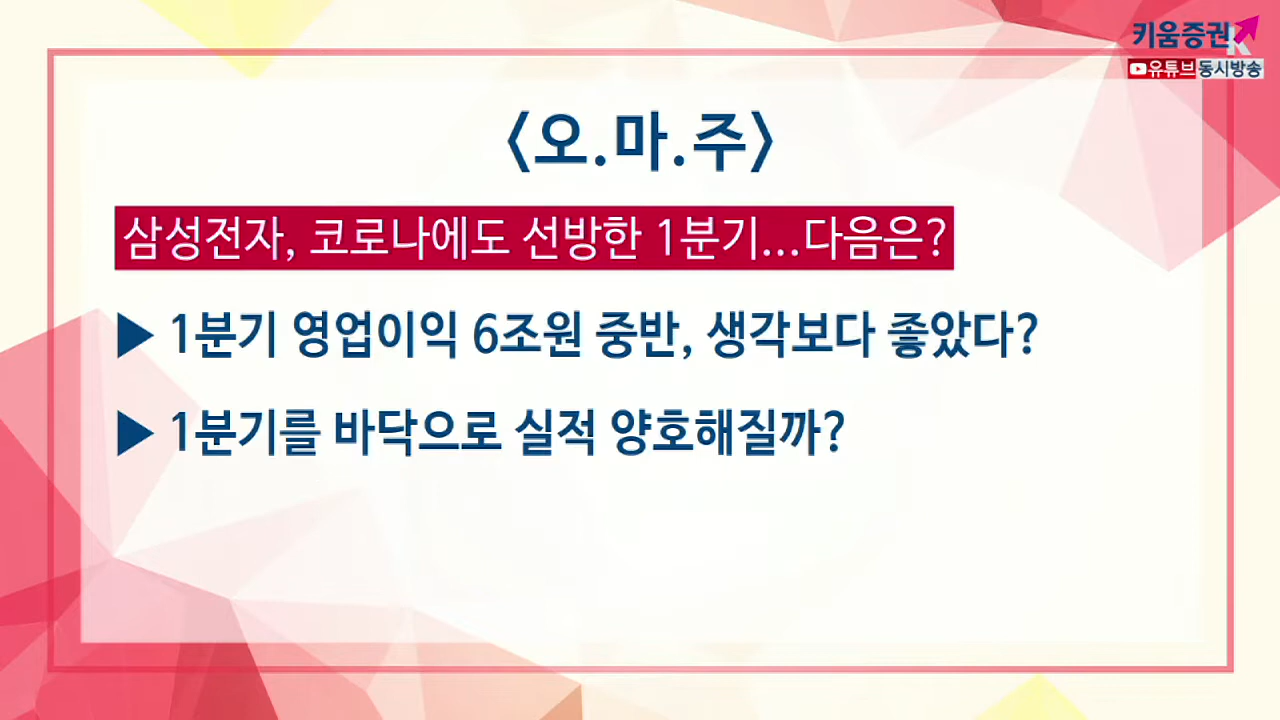 키움증권
유튜브 동시방송
<오.마.주>
삼성전자, 코로나에도 선방한 1분기...다음은?
▶ 1분기 영업이익 6조원 중반, 생각보다 좋았다?
▶ 1분기를 바닥으로 실적 양호해질까?